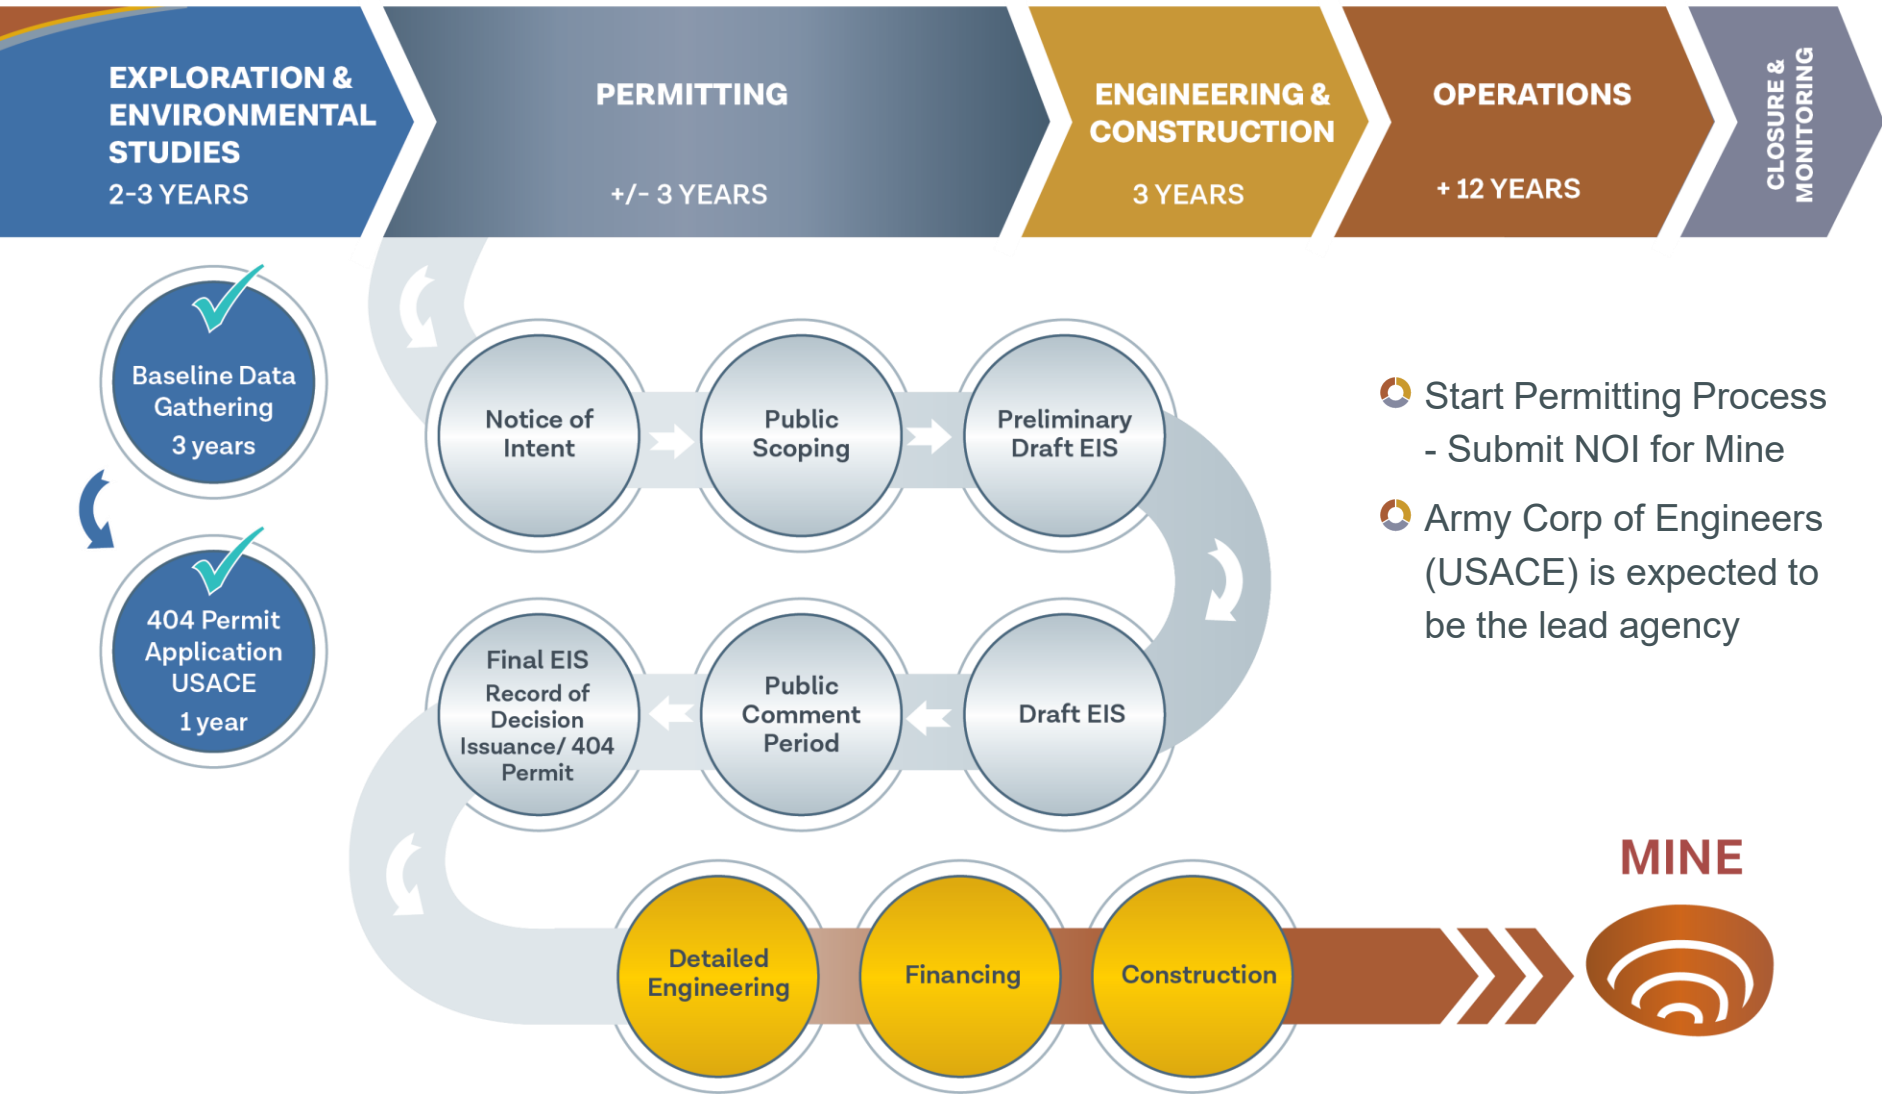 EXPLORATION &
ENVIRONMENTAL
STUDIES
2-3 YEARS
PERMITTING
+/- 3 YEARS
ENGINEERING &
CONSTRUCTION
3 YEARS
OPERATIONS
+ 12 YEARS
CLOSURE &
MONITORING
Baseline Data
Gathering
3 years
404 Permit
Application
USACE
1 year
Notice of
Intent
Public
Scoping
Preliminary
Draft EIS
Draft EIS
Public
Comment
Period
Final EIS
Record of
Decision
Issuance/ 404
Permit
Detailed
Engineering
Financing
Construction
Start Permitting Process
- Submit NOI for Mine
Army Corp of Engineers
(USACE) is expected to
be the lead agency
MINE